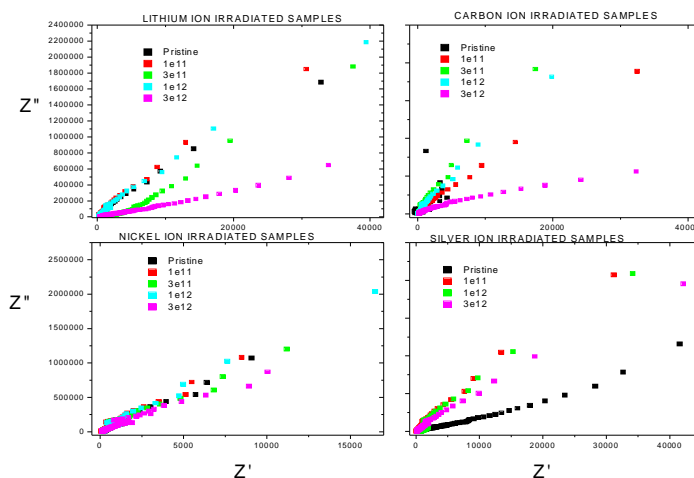 LITHIUM ION IRRADIATED SAMPLES
2400000
2200000
2000000
1800000
1600000
1400000
1200000
1000000
800000
600000
400000
200000
0
Pristine
1e11
3e11
1e12
3e12
0
20000
40000
Z"
CARBON ION IRRADIATED SAMPLES
Pristine
1e11
3e11
1e12
3e12
0
20000
4000
NICKEL ION IRRADIATED SAMPLES
2500000
2000000
1500000
1000000
500000
0
Pristine
1e11
3e11
1e12
3e12
0
5000
10000
15000
Z"
Z'
SILVER ION IRRADIATED SAMPLES
Pristine
1e11
1e12
3e12
0
10000
20000
30000
40000
Z'